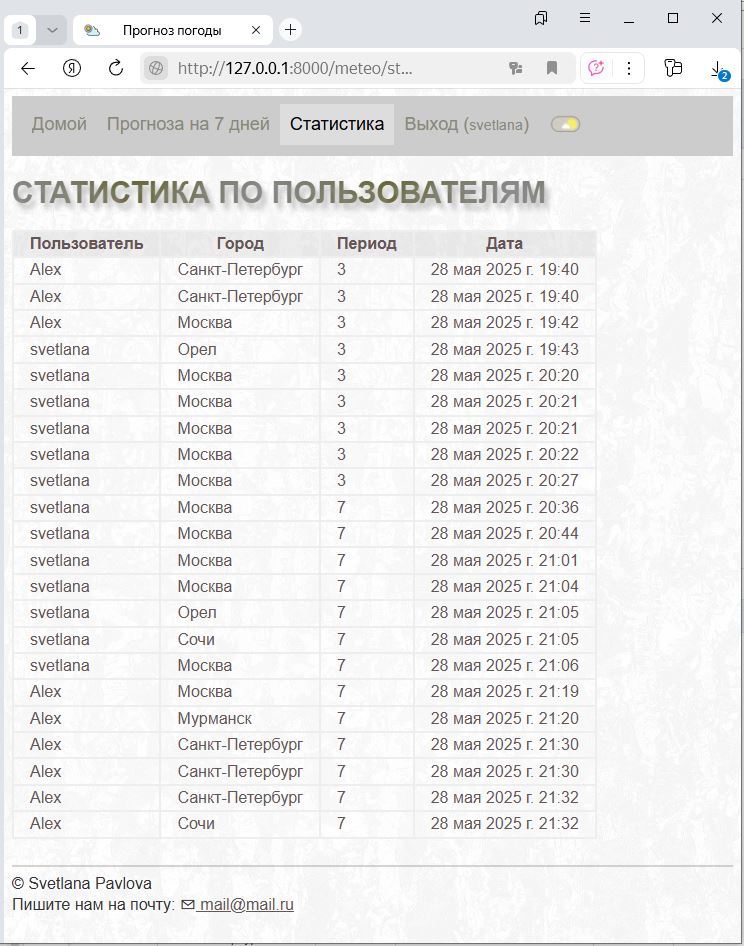 1 Прогноз погоды
Я http://127.0.0.1:8000/meteo/st... 2
Домой Прогноза на 7 дней Статистика Выход (svetlana)
СТАТИСТИКА ПО ПОЛЬЗОВАТЕЛЯМ
Пользователь Город Период Дата
Alex Санкт-Петербург 3 28 мая 2025 г. 19:40
Alex Санкт-Петербург 3 28 мая 2025 г. 19:40
Alex Москва 3 28 мая 2025 г. 19:42
svetlana Орел 3 28 мая 2025 г. 19:43
svetlana Москва 3 28 мая 2025 г. 20:20
svetlana Москва 3 28 мая 2025 г. 20:21
svetlana Москва 3 28 мая 2025 г. 20:21
svetlana Москва 3 28 мая 2025 г. 20:22
svetlana Москва 3 28 мая 2025 г. 20:27
svetlana Москва 7 28 мая 2025 г. 20:36
svetlana Москва 7 28 мая 2025 г. 20:44
svetlana Москва 7 28 мая 2025 г. 21:01
svetlana Москва 7 28 мая 2025 г. 21:04
svetlana Орел 7 28 мая 2025 г. 21:05
svetlana Сочи 7 28 мая 2025 г. 21:05
svetlana Москва 7 28 мая 2025 г. 21:06
Alex Москва 7 28 мая 2025 г. 21:19
Alex Мурманск 7 28 мая 2025 г. 21:20
Alex Санкт-Петербург 7 28 мая 2025 г. 21:30
Alex Санкт-Петербург 7 28 мая 2025 г. 21:30
Alex Санкт-Петербург 7 28 мая 2025 г. 21:32
Alex Сочи 7 28 мая 2025 г. 21:32
© Svetlana Pavlova
Пишите нам на почту: mail@mail.ru